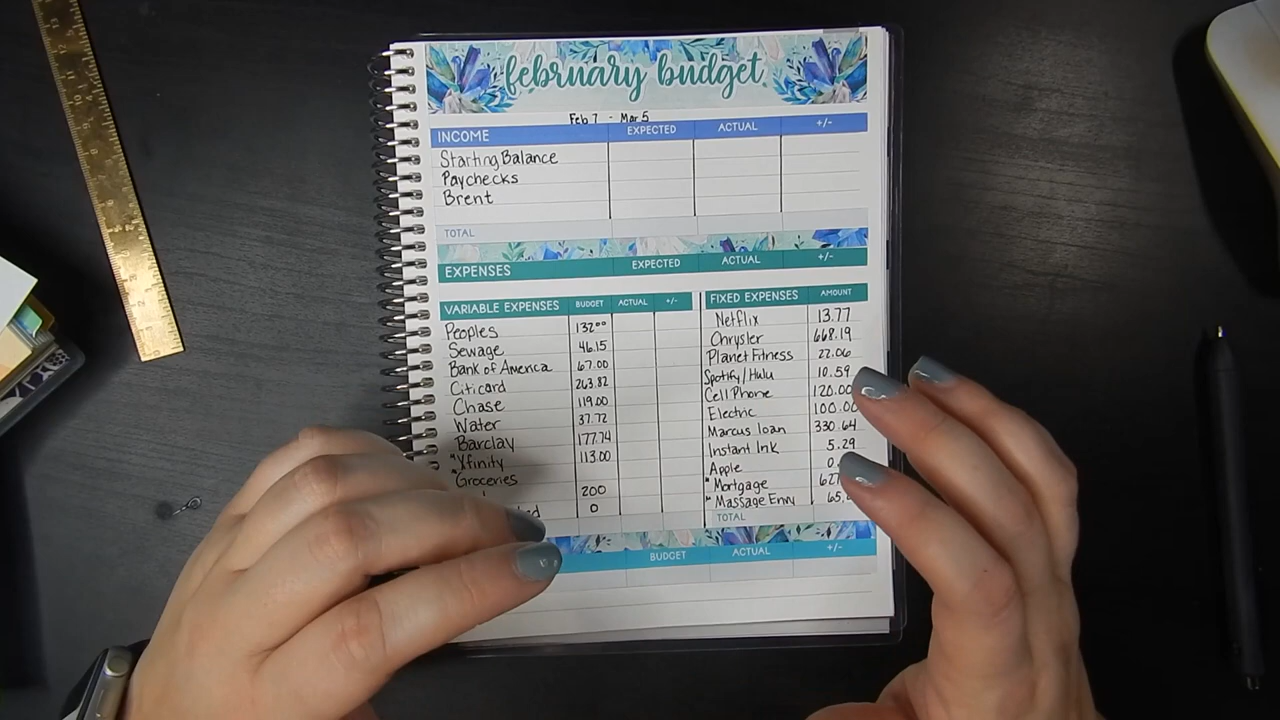 february budget
Feb 7 - Mar 5
INCOME EXPECTED ACTUAL +/-
Starting Balance
Paychecks
Brent
TOTAL
EXPENSES EXPECTED ACTUAL +/-
VARIABLE EXPENSES BUDGET ACTUAL +/-
Peoples 132⁰⁰
Sewage 46.15
Bank of America 67.00
Citicard 263.82
Chase 119.00
Water 37.72
Barclay 177.74
"Xfinity 113.00
"Groceries
200
0
FIXED EXPENSES AMOUNT
Netflix 13.77
Chrysler 668.19
Planet Fitness 22.06
Spotify/Hulu 10.59
Cell Phone 120.00
Electric 100.00
Marcus loan 330.64
Instant Ink 5.29
Apple
"Mortgage
"Massage Envy
TOTAL
BUDGET ACTUAL +/-